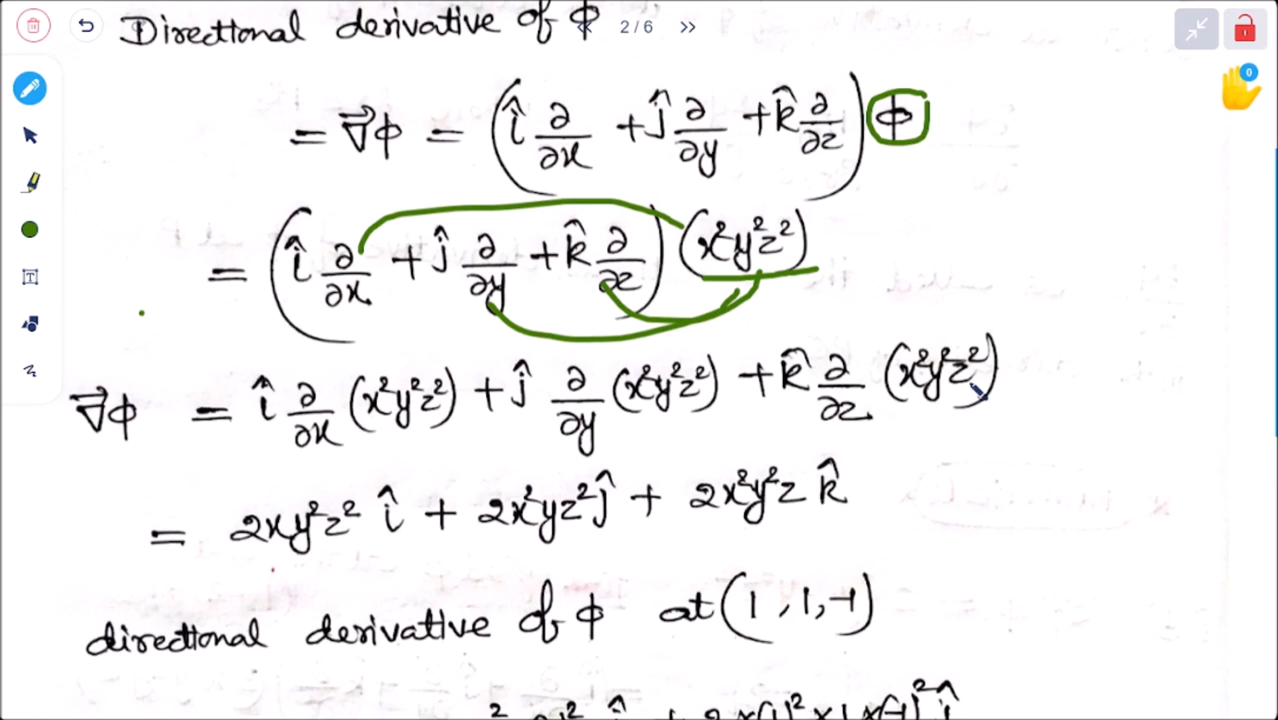 Directional derivative of ϕ
2/6
0
= ∇⃗ϕ = (î ∂/∂x + ĵ ∂/∂y + k̂ ∂/∂z) ϕ
= (î ∂/∂x + ĵ ∂/∂y + k̂ ∂/∂z) (x²y²z²)
∇⃗ϕ = î ∂/∂x (x²y²z²) + ĵ ∂/∂y (x²y²z²) + k̂ ∂/∂z (x²y²z²)
= 2xy²z² î + 2x²yz² ĵ + 2x²y²z k̂
directional derivative of ϕ at (1, 1, -1)